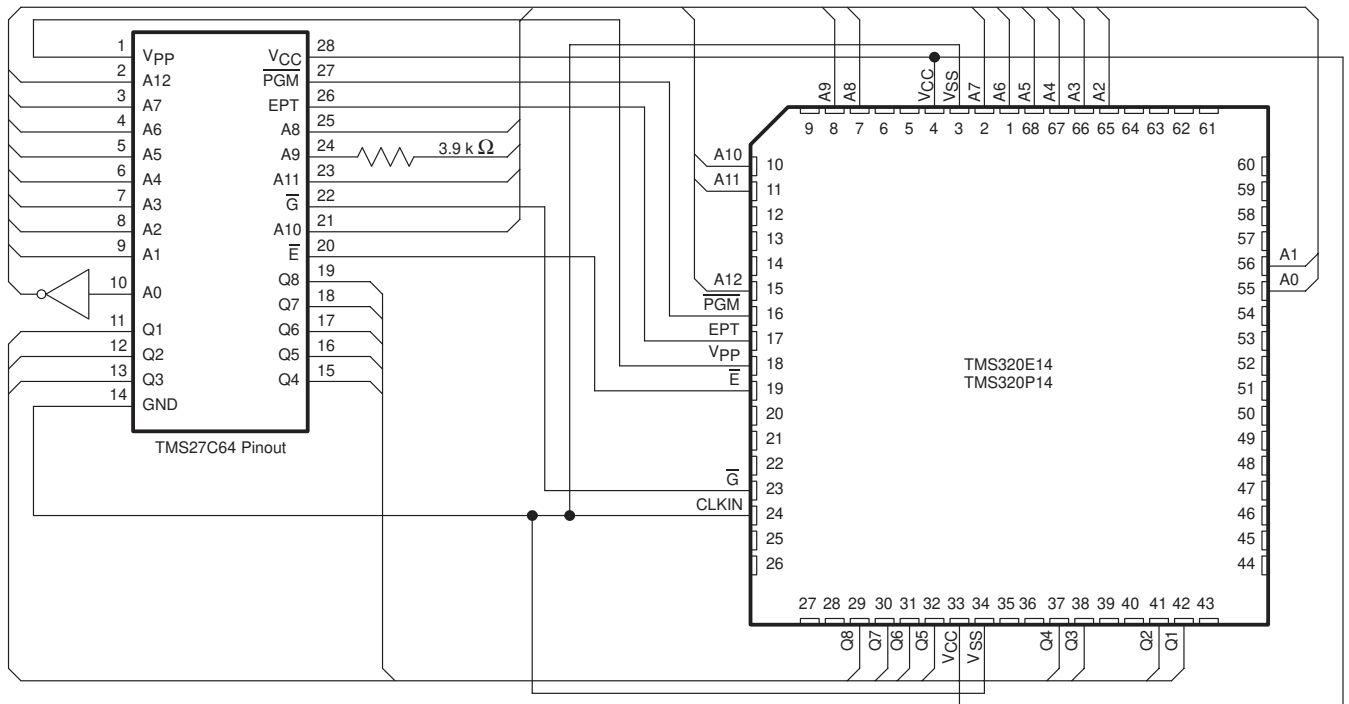 1 VPP VCC 28
2 A12 PGM 27
3 A7 EPT 26
4 A6 A8 25
5 A5 A9 24 3.9 k Ω
6 A4 A11 23
7 A3 G 22
8 A2 A10 21
9 A1 E 20
10 A0 Q8 19
Q7 18
11 Q1 Q6 17
12 Q2 Q5 16
13 Q3 Q4 15
14 GND
TMS27C64 Pinout
A9 A8 VCC VSS A7 A6 A5 A4 A3 A2
9 8 7 6 5 4 3 2 1 68 67 66 65 64 63 62 61
A10 10 60
A11 11 59
12 58
13 57
14 56 A1
A12 15 55 A0
PGM 16 54
EPT 17 53
VPP 18 52
E 19 51
TMS320E14
TMS320P14
20 50
21 49
22 48
G 23 47
CLKIN 24 46
25 45
26 44
27 28 29 30 31 32 33 34 35 36 37 38 39 40 41 42 43
Q8 Q7 Q6 Q5 VCC VSS Q4 Q3 Q2 Q1